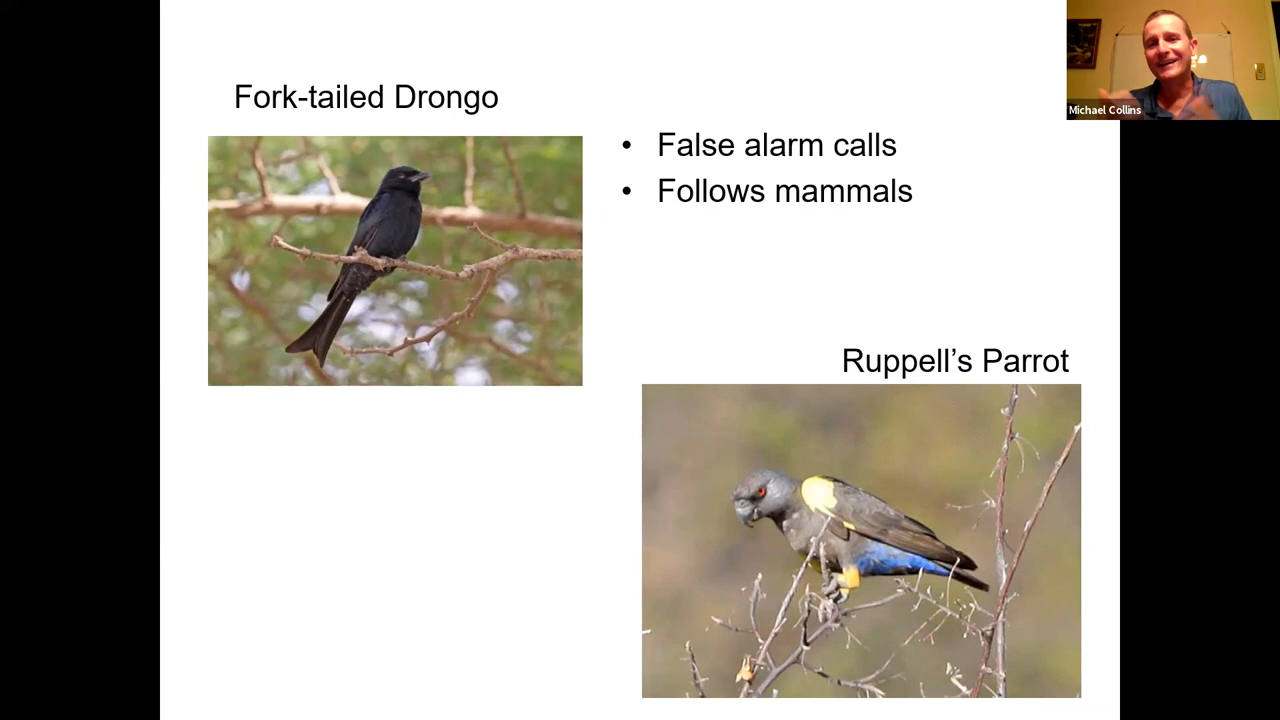 Fork-tailed Drongo
Michael Collins
• False alarm calls
• Follows mammals
Ruppell’s Parrot